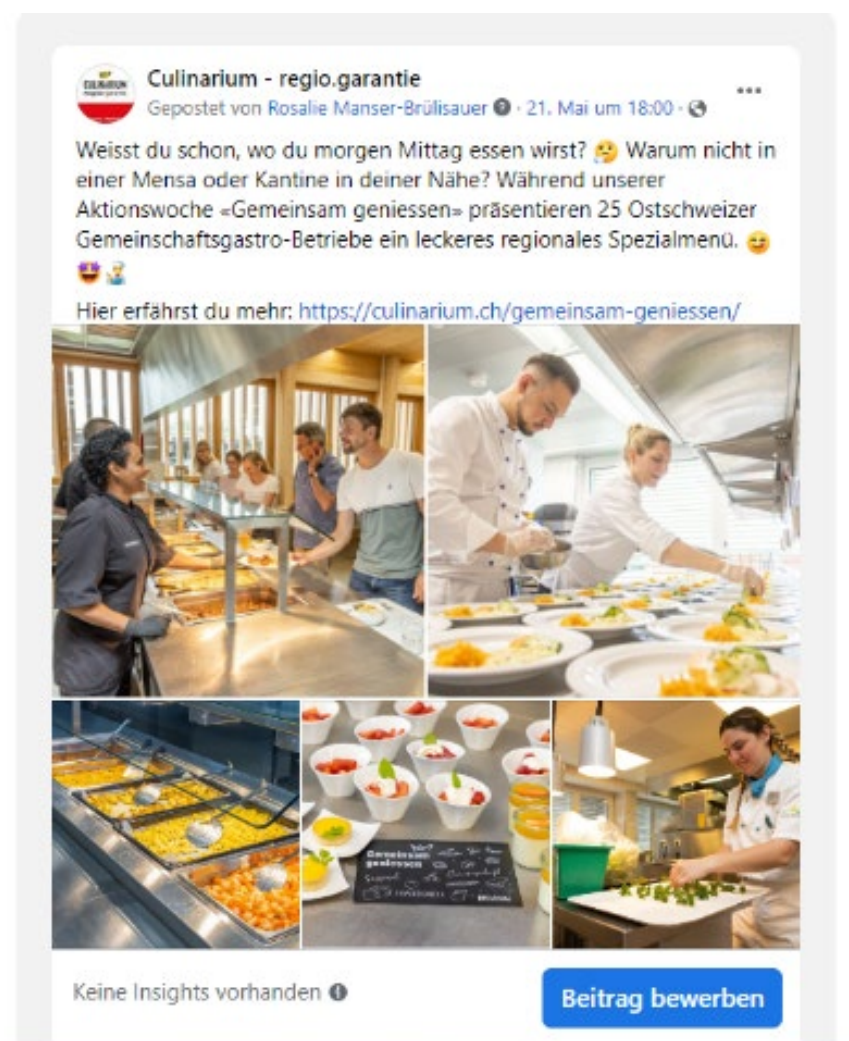 CULINARIUM
Culinarium - regio.garantie
Gepostet von Rosalie Manser-Brülisauer · 21. Mai um 18:00 ·
Weisst du schon, wo du morgen Mittag essen wirst? 🤔 Warum nicht in
einer Mensa oder Kantine in deiner Nähe? Während unserer
Aktionswoche «Gemeinsam geniessen» präsentieren 25 Ostschweizer
Gemeinschaftsgastro-Betriebe ein leckeres regionales Spezialmenü. 😋
🤩👨‍🍳
Hier erfährst du mehr: https://culinarium.ch/gemeinsam-geniessen/
Gemeinsam
geniessen
Keine Insights vorhanden
Beitrag bewerben